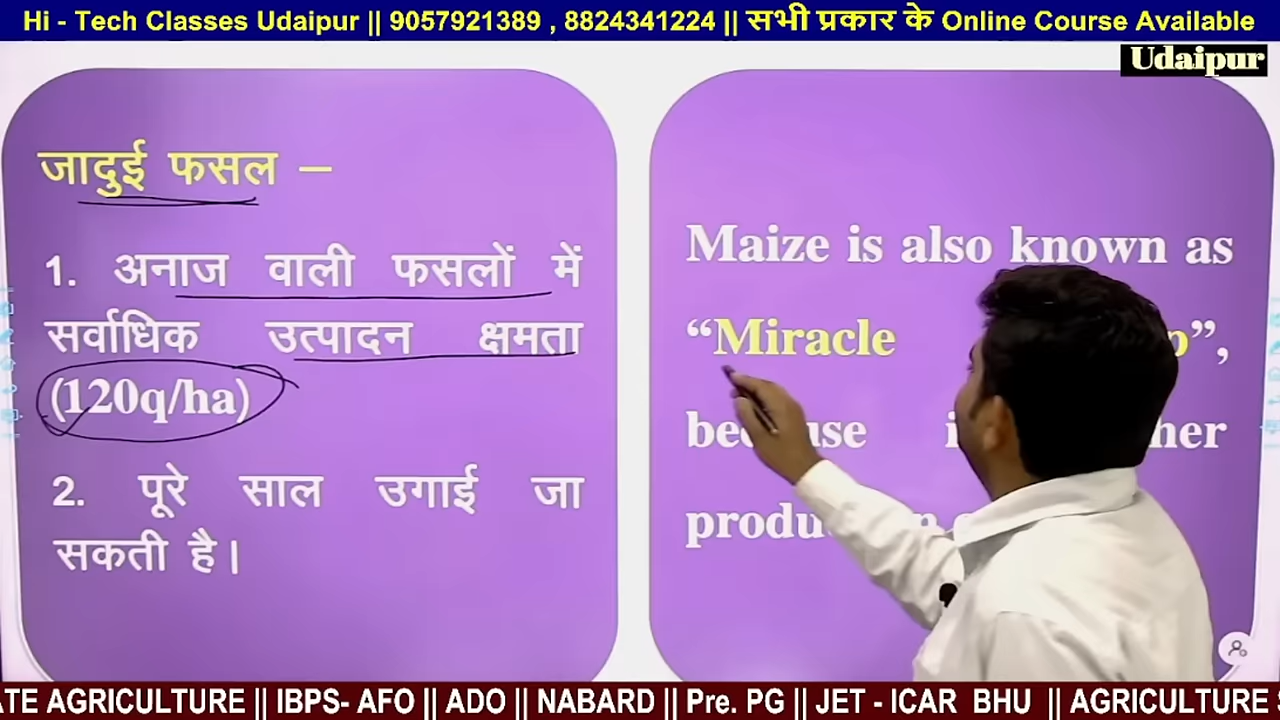 Hi - Tech Classes Udaipur || 9057921389 , 8824341224 || सभी प्रकार के Online Course Available
Udaipur
जादुई फसल –
1. अनाज वाली फसलों में
सर्वाधिक उत्पादन क्षमता
(120q/ha)
2. पूरे साल उगाई जा
सकती है।
Maize is also known as
“Miracle
because
ATE AGRICULTURE || IBPS- AFO || ADO || NABARD || Pre. PG || JET - ICAR BHU || AGRICULTURE